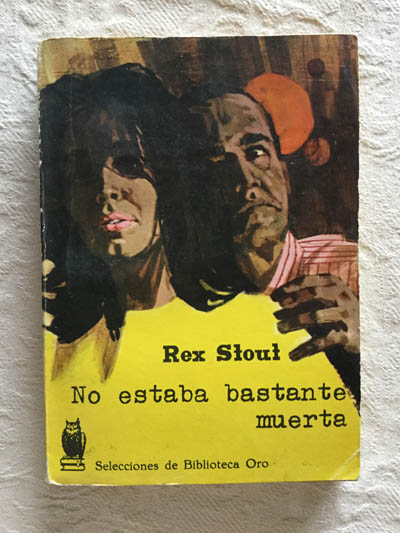 Rex Stout
No estaba bastante
muerta
Selecciones de Biblioteca Oro